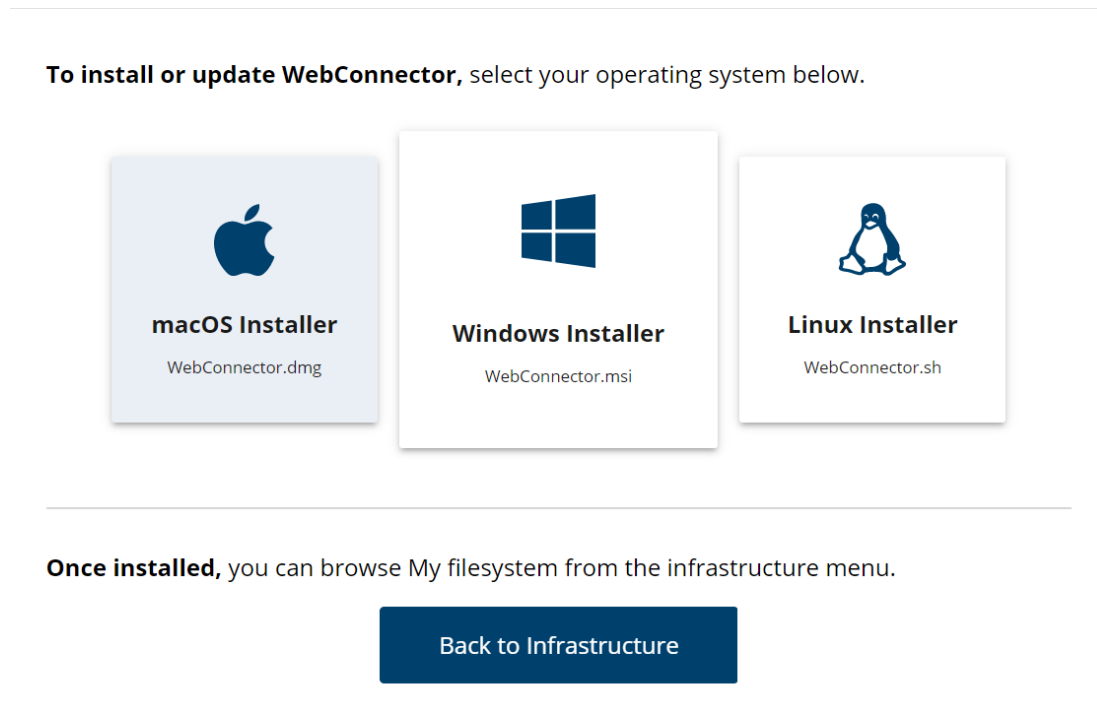 To install or update WebConnector, select your operating system below.
macOS Installer
WebConnector.dmg
Windows Installer
WebConnector.msi
Linux Installer
WebConnector.sh
Once installed, you can browse My filesystem from the infrastructure menu.
Back to Infrastructure